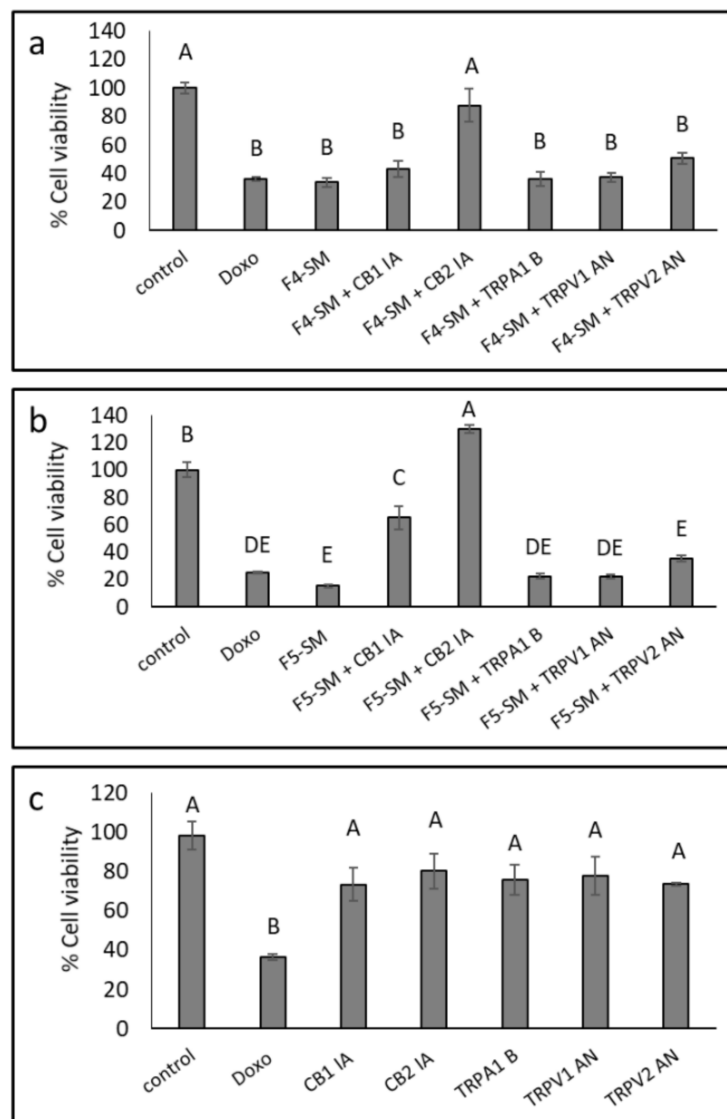 a
% Cell viability
140
120
100
80
60
40
20
0
A
B
B
B
A
B
B
B
control
Doxo
F4-SM
F4-SM + CB1 IA
F4-SM + CB2 IA
F4-SM + TRPA1 B
F4-SM + TRPV1 AN
F4-SM + TRPV2 AN
b
% Cell viability
140
120
100
80
60
40
20
0
B
DE
E
C
A
DE
DE
E
control
Doxo
F5-SM
F5-SM + CB1 IA
F5-SM + CB2 IA
F5-SM + TRPA1 B
F5-SM + TRPV1 AN
F5-SM + TRPV2 AN
c
% Cell viability
120
100
80
60
40
20
0
A
B
A
A
A
A
A
control
Doxo
CB1 IA
CB2 IA
TRPA1 B
TRPV1 AN
TRPV2 AN